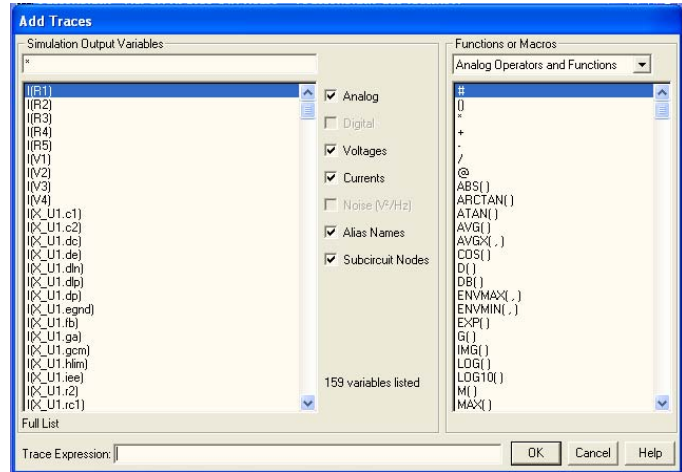 Add Traces
Simulation Output Variables
*
I(R1)
I(R2)
I(R3)
I(R4)
I(R5)
I(V1)
I(V2)
I(V3)
I(V4)
I(X_U1.c1)
I(X_U1.c2)
I(X_U1.dc)
I(X_U1.de)
I(X_U1.dln)
I(X_U1.dlp)
I(X_U1.dp)
I(X_U1.egnd)
I(X_U1.fb)
I(X_U1.ga)
I(X_U1.gcm)
I(X_U1.hlim)
I(X_U1.iee)
I(X_U1.r2)
I(X_U1.rc1)
Full List
Analog
Digital
Voltages
Currents
Noise (V²/Hz)
Alias Names
Subcircuit Nodes
159 variables listed
Functions or Macros
Analog Operators and Functions
#
()
*
+
-
/
@
ABS( )
ARCTAN( )
ATAN( )
AVG( )
AVGX( , )
COS( )
D( )
DB( )
ENVMAX( , )
ENVMIN( , )
EXP( )
G( )
IMG( )
LOG( )
LOG10( )
M( )
MAX( )
Trace Expression:
OK
Cancel
Help